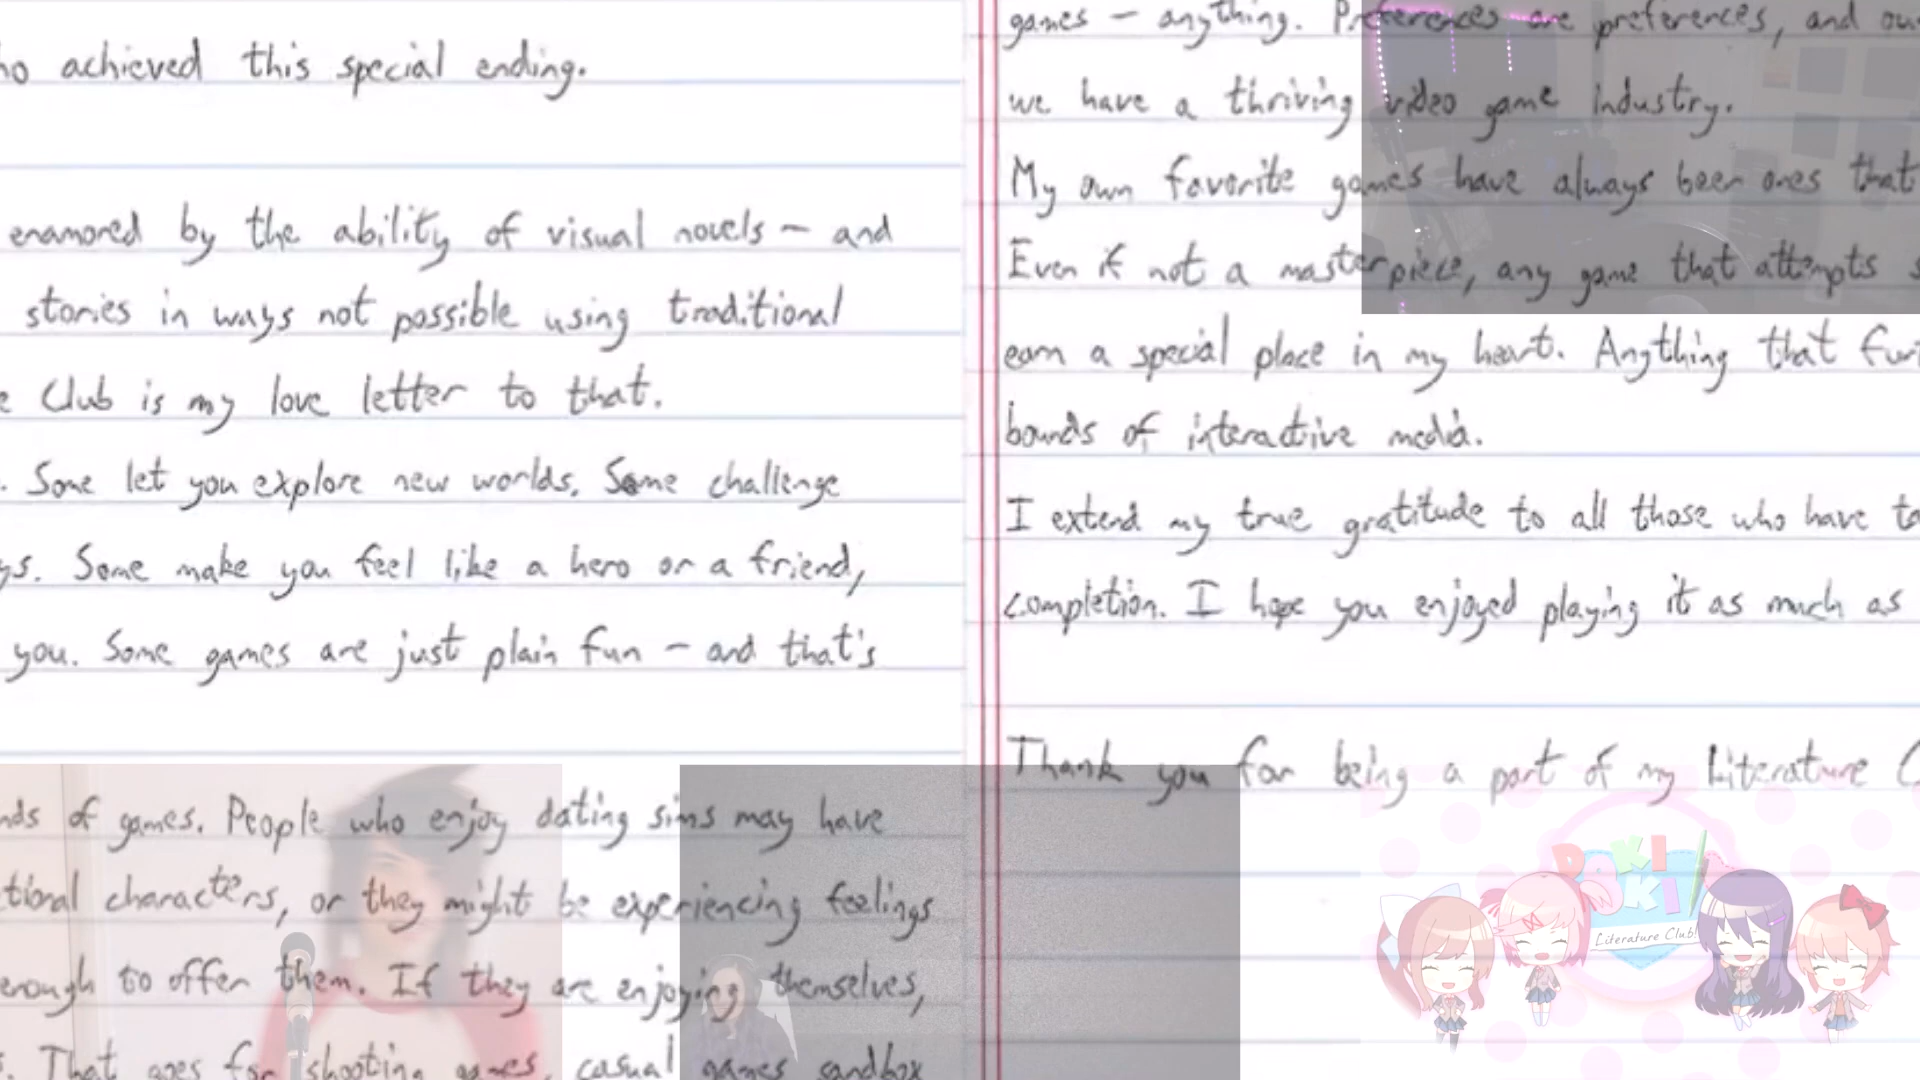 ho achieved this special ending.
enamored by the ability of visual novels – and
stories in ways not possible using traditional
e Club is my love letter to that.
. Some let you explore new worlds. Some challenge
ys. Some make you feel like a hero or a friend,
you. Some games are just plain fun – and that's
nds of games. People who enjoy dating sims may have
tional characters, or they might be experiencing feelings
enough to offer them. If they are enjoying themselves,
. That goes for shooting games, casual games sandbox
games – anything. Preferences are preferences, and ou
we have a thriving video game industry.
My own favorite games have always been ones that
Even if not a masterpiece, any game that attempts s
earn a special place in my heart. Anything that fur
bounds of interactive media.
I extend my true gratitude to all those who have ta
completion. I hope you enjoyed playing it as much as
Thank you for being a part of my Literature C
DOKI
DOKI
Literature Club!